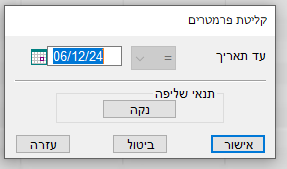 קליטת פרמטרים
עד תאריך = 06/12/24
תנאי שליפה
נקה
אישור ביטול עזרה